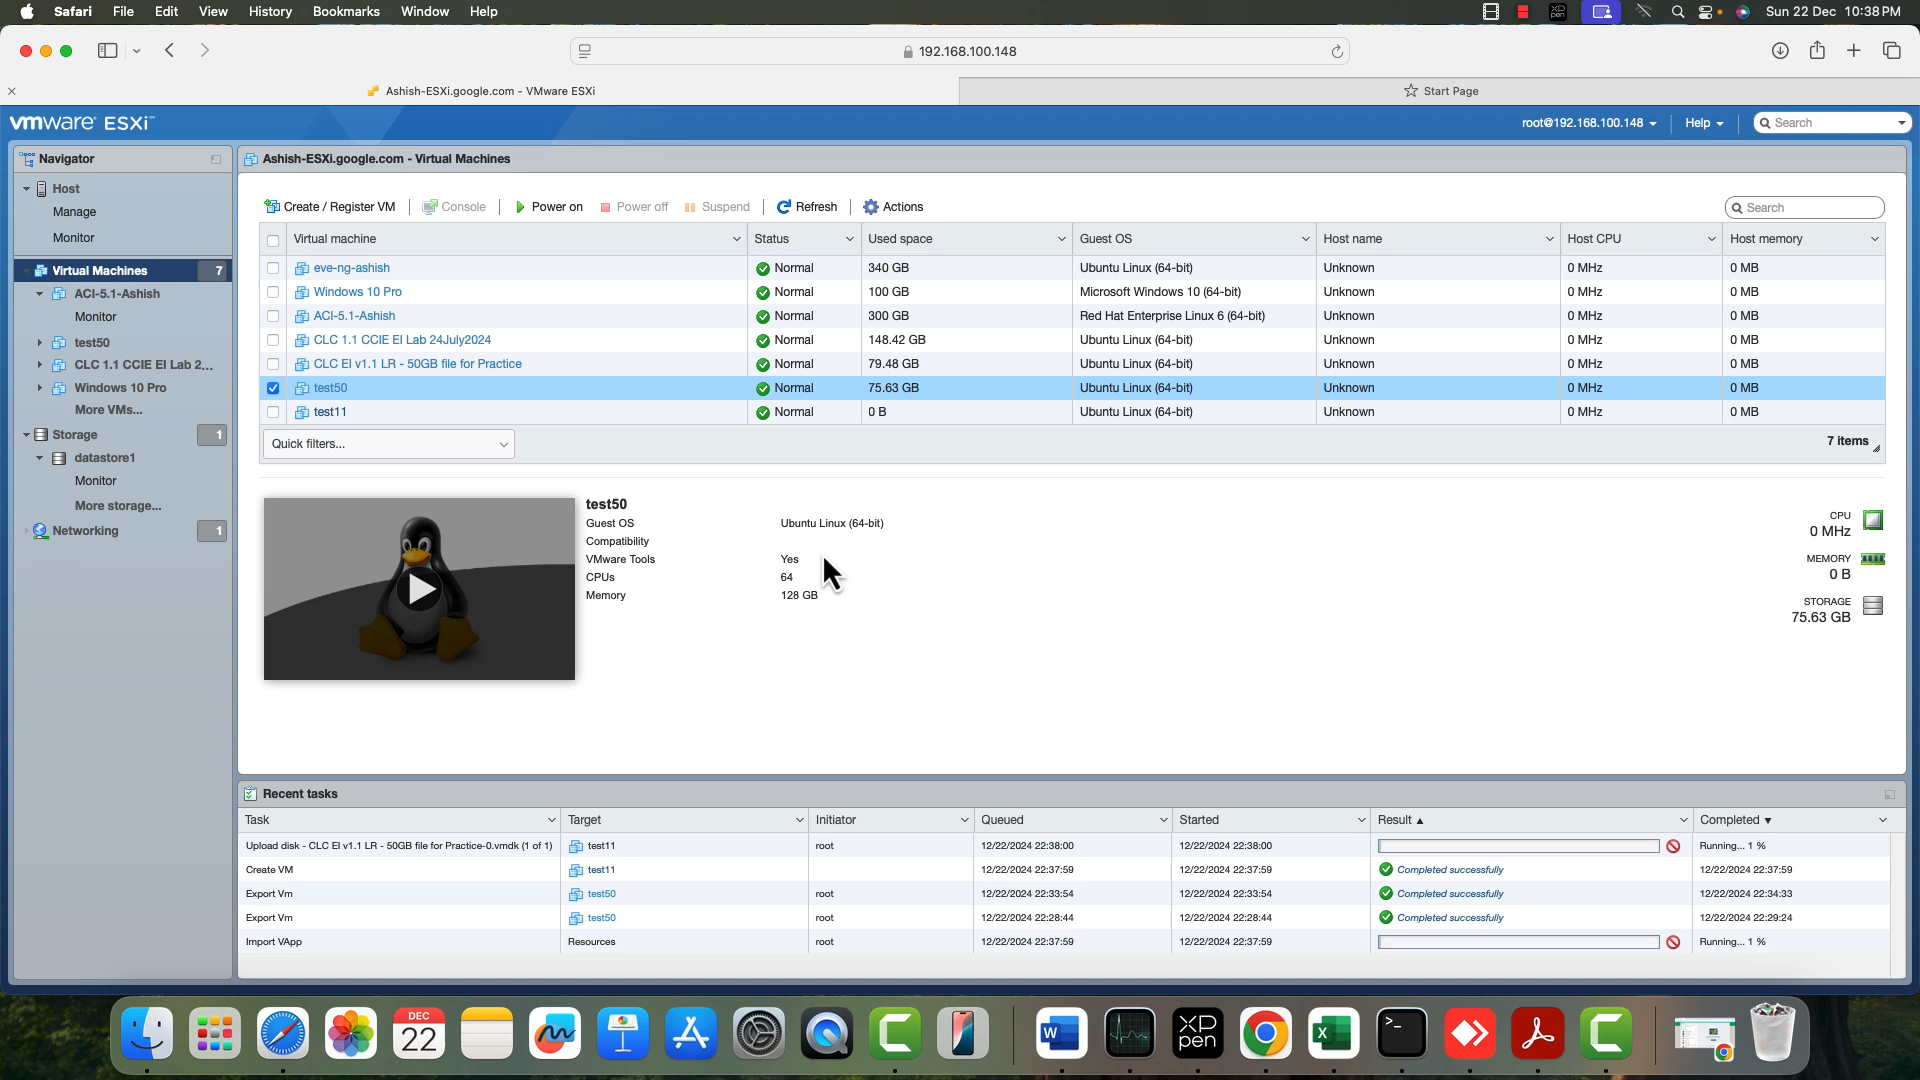 Safari File Edit View History Bookmarks Window Help
XP pen
Sun 22 Dec 10:38 PM
192.168.100.148
Ashish-ESXi.google.com - VMware ESXi
Start Page
vmware ESXi™
root@192.168.100.148
Help
Search
Navigator
Ashish-ESXi.google.com - Virtual Machines
Host
Manage
Monitor
Virtual Machines 7
ACI-5.1-Ashish
Monitor
test50
CLC 1.1 CCIE EI Lab 2...
Windows 10 Pro
More VMs...
Storage 1
datastore1
Monitor
More storage...
Networking 1
Create / Register VM Console Power on Power off Suspend Refresh Actions
Search
Virtual machine Status Used space Guest OS Host name Host CPU Host memory
eve-ng-ashish Normal 340 GB Ubuntu Linux (64-bit) Unknown 0 MHz 0 MB
Windows 10 Pro Normal 100 GB Microsoft Windows 10 (64-bit) Unknown 0 MHz 0 MB
ACI-5.1-Ashish Normal 300 GB Red Hat Enterprise Linux 6 (64-bit) Unknown 0 MHz 0 MB
CLC 1.1 CCIE EI Lab 24July2024 Normal 148.42 GB Ubuntu Linux (64-bit) Unknown 0 MHz 0 MB
CLC EI v1.1 LR - 50GB file for Practice Normal 79.48 GB Ubuntu Linux (64-bit) Unknown 0 MHz 0 MB
test50 Normal 75.63 GB Ubuntu Linux (64-bit) Unknown 0 MHz 0 MB
test11 Normal 0 B Ubuntu Linux (64-bit) Unknown 0 MHz 0 MB
Quick filters...
7 items
test50
Guest OS Ubuntu Linux (64-bit)
Compatibility
VMware Tools Yes
CPUs 64
Memory 128 GB
CPU
0 MHz
MEMORY
0 B
STORAGE
75.63 GB
Recent tasks
Task Target Initiator Queued Started Result Completed
Upload disk - CLC EI v1.1 LR - 50GB file for Practice-0.vmdk (1 of 1) test11 root 12/22/2024 22:38:00 12/22/2024 22:38:00 Running... 1 %
Create VM test11 12/22/2024 22:37:59 12/22/2024 22:37:59 Completed successfully 12/22/2024 22:37:59
Export Vm test50 root 12/22/2024 22:33:54 12/22/2024 22:33:54 Completed successfully 12/22/2024 22:34:33
Export Vm test50 root 12/22/2024 22:28:44 12/22/2024 22:28:44 Completed successfully 12/22/2024 22:29:24
Import VApp Resources root 12/22/2024 22:37:59 12/22/2024 22:37:59 Running... 1 %
DEC
22
W
XP
pen
X
>_